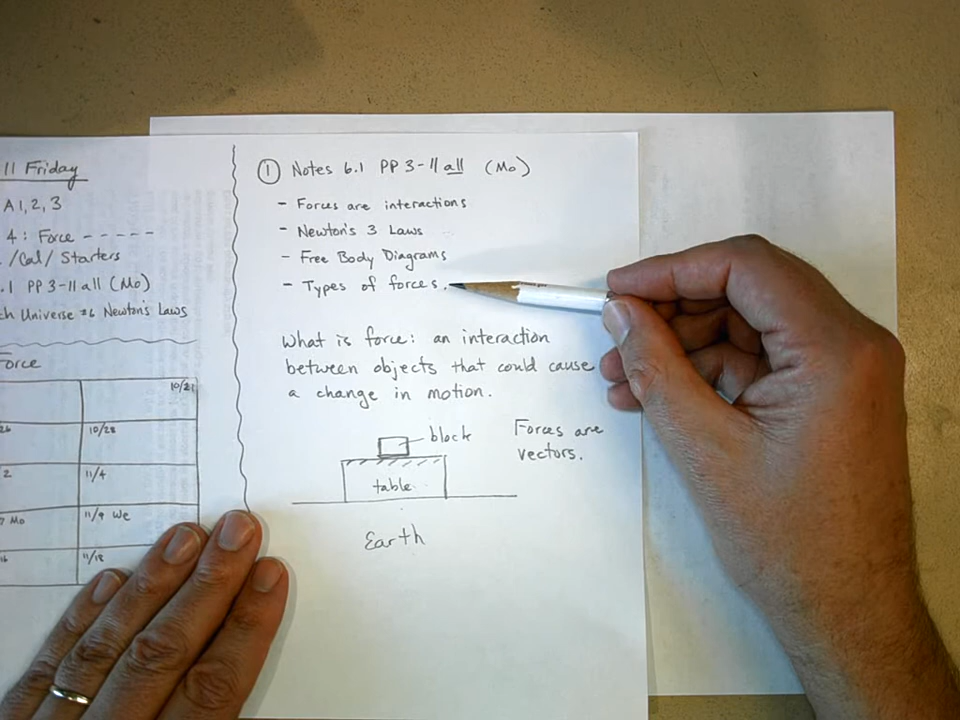 11 Friday
A 1, 2, 3
4: Force - - - - -
. /Cal/ Starters
.1 PP 3-11 all (Mo)
ch Universe #6 Newton's Laws
Force
10/21
26 10/28
2 11/4
7 Mo 11/9 We
16 11/18
① Notes 6.1 PP 3-11 all (Mo)
- Forces are interactions
- Newton's 3 Laws
- Free Body Diagrams
- Types of forces.
What is force: an interaction
between objects that could cause
a change in motion.
block
Forces are
vectors.
table
Earth